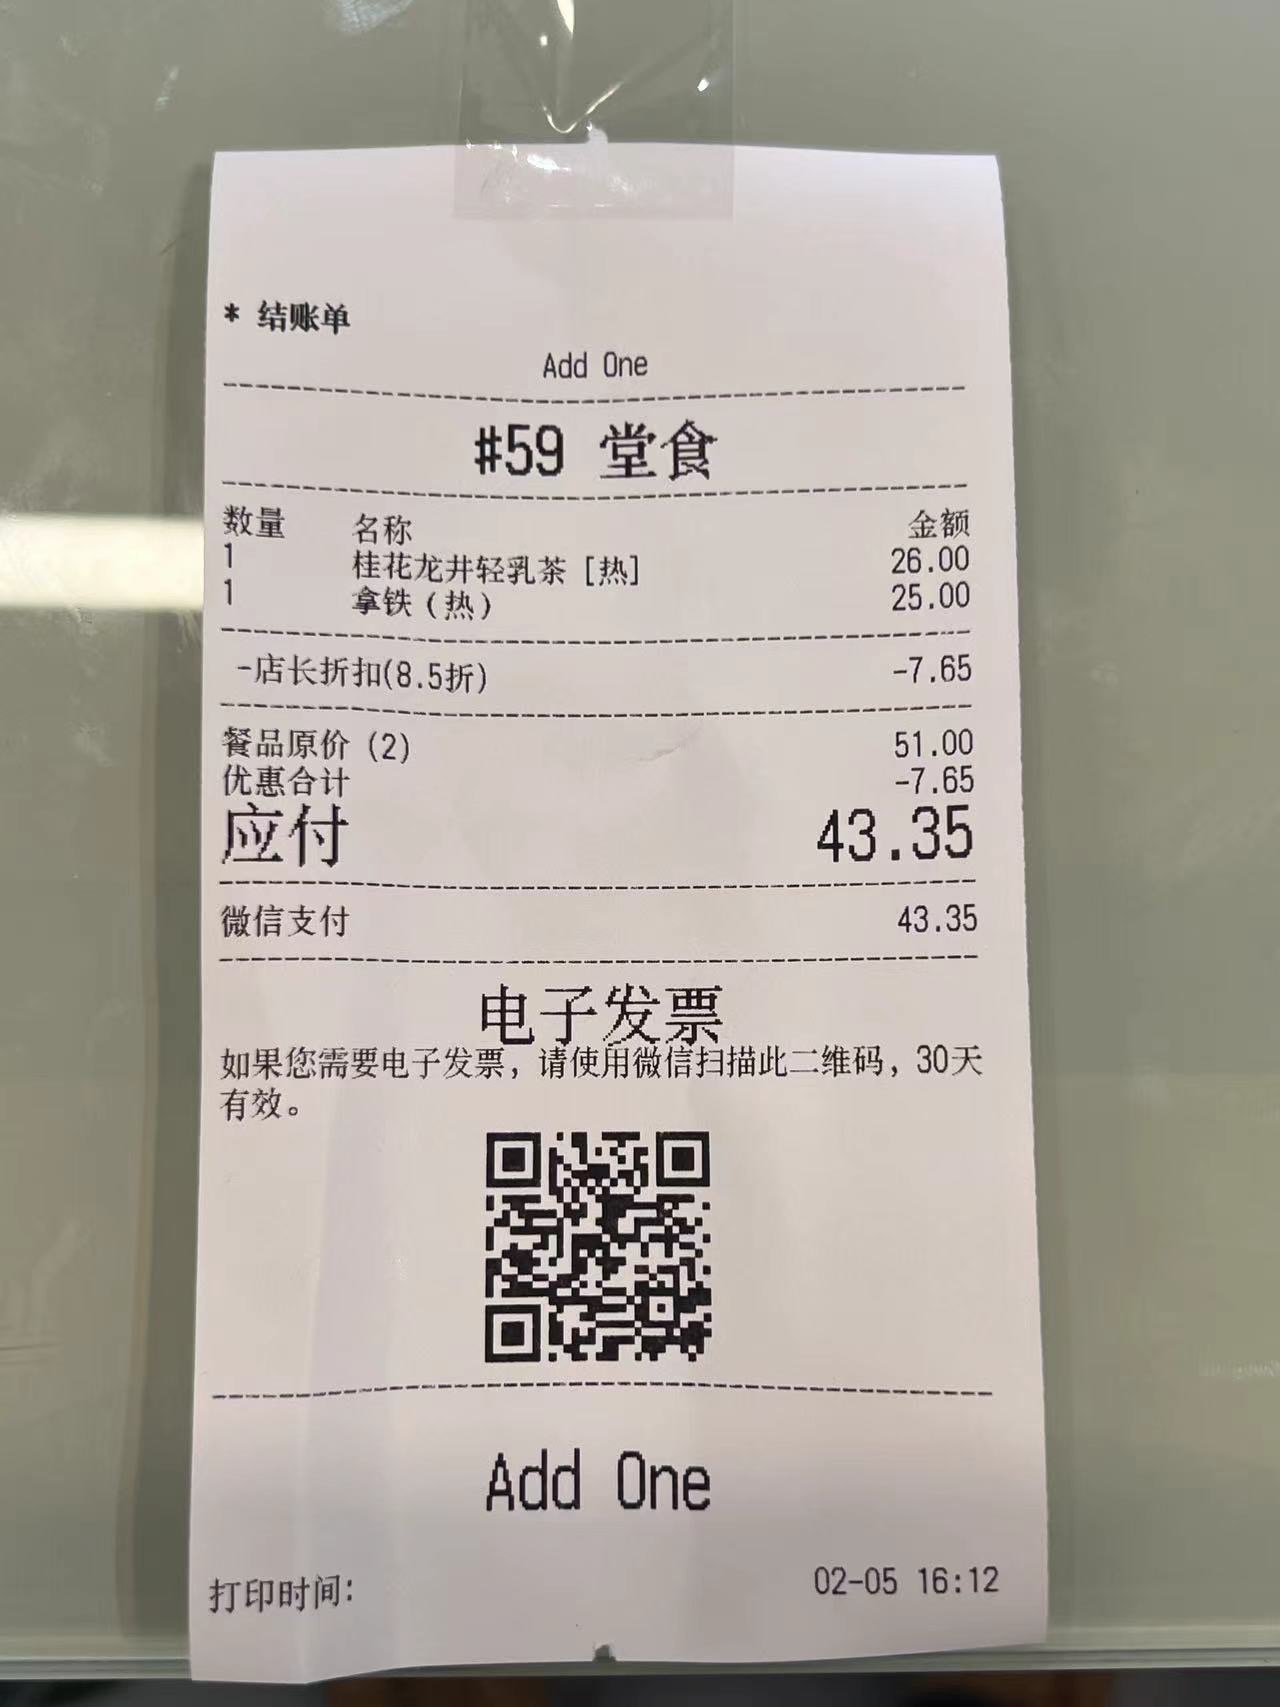 * 结账单
Add One
#59 堂食
数量 名称 金额
1 桂花龙井轻乳茶 [热] 26.00
1 拿铁 (热) 25.00
-店长折扣(8.5折) -7.65
餐品原价 (2) 51.00
优惠合计 -7.65
应付 43.35
微信支付 43.35
电子发票
如果您需要电子发票，请使用微信扫描此二维码，30天
有效。
Add One
打印时间: 02-05 16:12